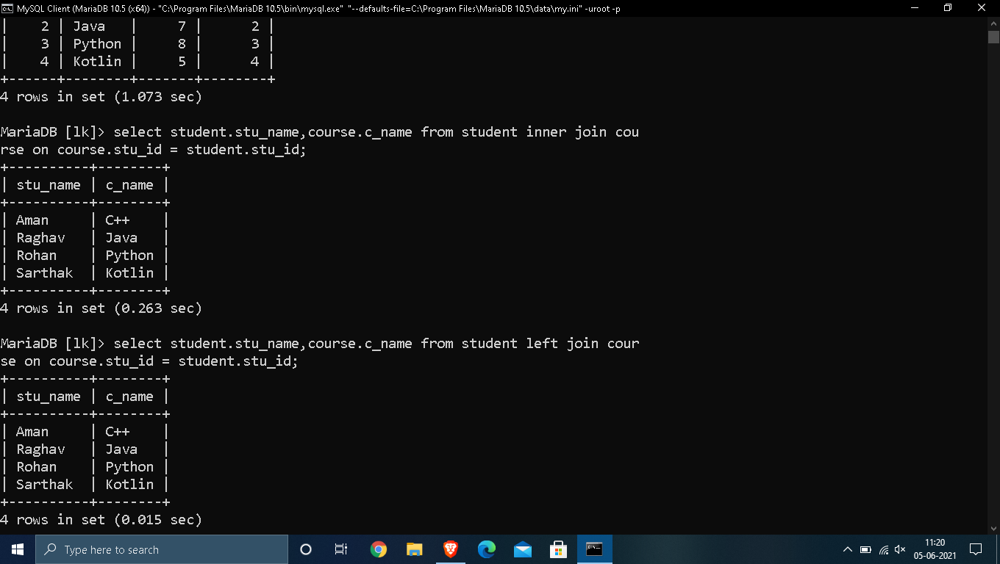 MySQL Client (MariaDB 10.5 (x64)) - "C:\Program Files\MariaDB 10.5\bin\mysql.exe" "--defaults-file=C:\Program Files\MariaDB 10.5\data\my.ini" -uroot -p
|    2 | Java   |     7 |      2 |
|    3 | Python |     8 |      3 |
|    4 | Kotlin |     5 |      4 |
+------+--------+-------+--------+
4 rows in set (1.073 sec)
MariaDB [lk]> select student.stu_name,course.c_name from student inner join cou
rse on course.stu_id = student.stu_id;
+----------+--------+
| stu_name | c_name |
+----------+--------+
| Aman     | C++    |
| Raghav   | Java   |
| Rohan    | Python |
| Sarthak  | Kotlin |
+----------+--------+
4 rows in set (0.263 sec)
MariaDB [lk]> select student.stu_name,course.c_name from student left join cour
se on course.stu_id = student.stu_id;
+----------+--------+
| stu_name | c_name |
+----------+--------+
| Aman     | C++    |
| Raghav   | Java   |
| Rohan    | Python |
| Sarthak  | Kotlin |
+----------+--------+
4 rows in set (0.015 sec)
Type here to search
11:20
05-06-2021